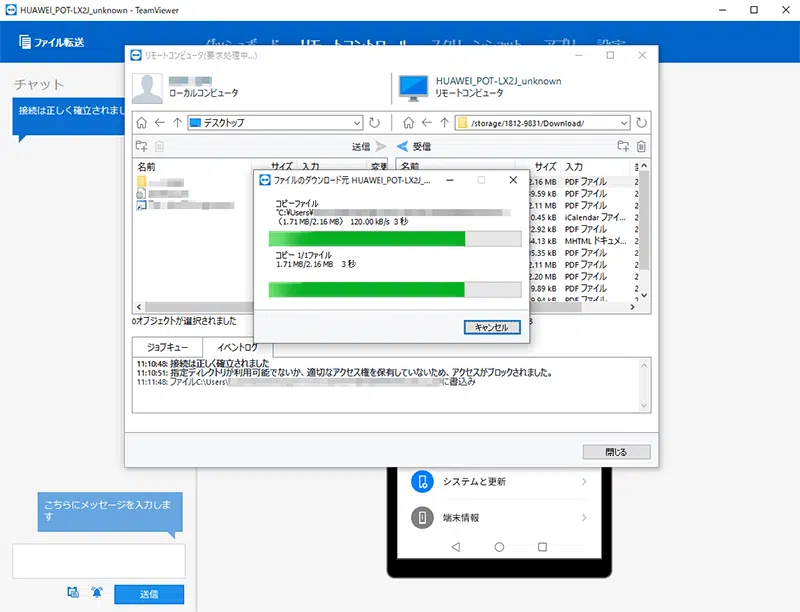 HUAWEI_POT-LX2J_unknown - TeamViewer
ファイル転送
ダッシュボード リモートコントロール スクリーンショット アプリ 設定
チャット
接続は正しく確立されまし
リモートコンピュータ(要求処理中...)
ローカルコンピュータ
HUAWEI_POT-LX2J_unknown
リモートコンピュータ
デスクトップ
/storage/1812-9831/Download/
送信
受信
名前 サイズ 入力 変更
名前 サイズ 入力
2.16 MB PDF ファイル 2
9.59 kB PDF ファイル 2
2.11 MB PDF ファイル 2
0.45 kB iCalendar ファイ... 2
2.92 kB PDF ファイル 2
4.13 kB MHTML ドキュメ... 2
5.35 kB PDF ファイル 2
2.11 MB PDF ファイル 2
2.20 MB PDF ファイル 2
9.89 kB PDF ファイル 2
9.94 kB PDF ファイル 2
ファイルのダウンロード元 HUAWEI_POT-LX2J_...
コピーファイル
"C:¥Users¥
(1.71 MB/2.16 MB) 120.00 kB/s 3 秒
コピー 1/1ファイル
1.71 MB/2.16 MB 3 秒
キャンセル
0オブジェクトが選択されました
ジョブキュー
イベントログ
11:10:48: 接続は正しく確立されました
11:10:51: 指定ディレクトリが利用可能でないか、適切なアクセス権を保有していないため、アクセスがブロックされました。
11:11:48: ファイルC:\Users\ に書込み
閉じる
システムと更新
端末情報
こちらにメッセージを入力しま
す
送信